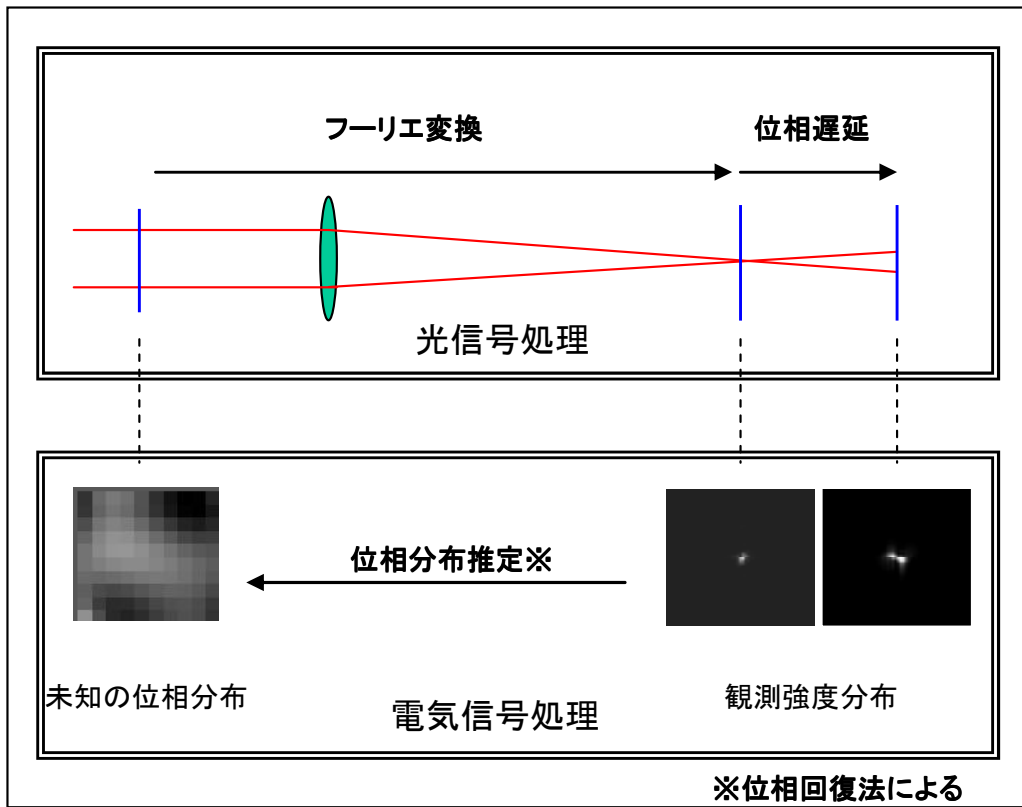 フーリエ変換
位相遅延
光信号処理
位相分布推定※
未知の位相分布
観測強度分布
電気信号処理
※位相回復法による